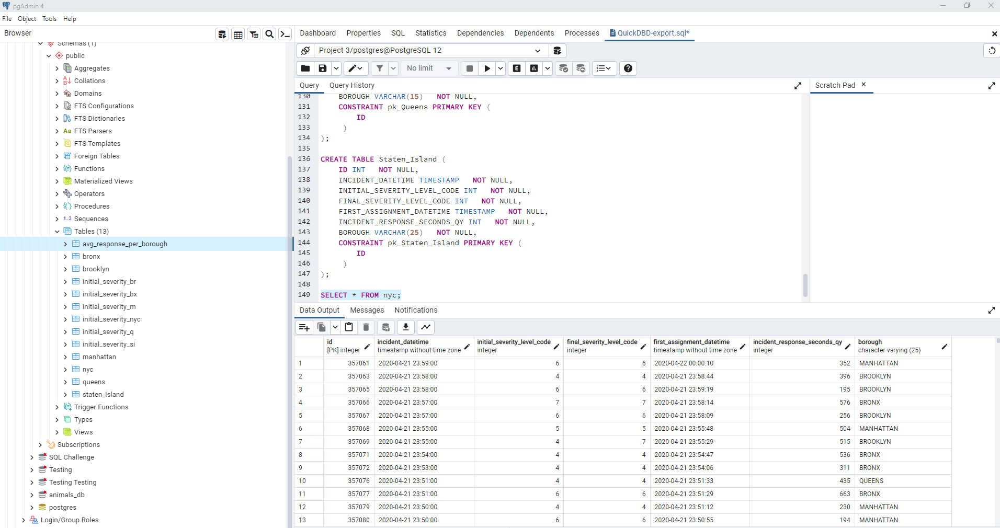 pgAdmin 4
File Object Tools Help
Browser
Dashboard Properties SQL Statistics Dependencies Dependents Processes QuickDBD-export.sql*
Schemas (1)
public
Aggregates
Collations
Domains
FTS Configurations
FTS Dictionaries
Aa FTS Parsers
FTS Templates
Foreign Tables
Functions
Materialized Views
Operators
Procedures
1..3 Sequences
Tables (13)
avg_response_per_borough
bronx
brooklyn
initial_severity_br
initial_severity_bx
initial_severity_m
initial_severity_nyc
initial_severity_q
initial_severity_si
manhattan
nyc
queens
staten_island
Trigger Functions
Types
Views
Subscriptions
SQL Challenge
Testing
Testing Testing
animals_db
postgres
Login/Group Roles
Project 3/postgres@PostgreSQL 12
No limit
E
Query Query History
Scratch Pad
130 BOROUGH VARCHAR(15) NOT NULL,
131 CONSTRAINT pk_Queens PRIMARY KEY (
132 ID
133 )
134 );
135
136 CREATE TABLE Staten_Island (
137 ID INT NOT NULL,
138 INCIDENT_DATETIME TIMESTAMP NOT NULL,
139 INITIAL_SEVERITY_LEVEL_CODE INT NOT NULL,
140 FINAL_SEVERITY_LEVEL_CODE INT NOT NULL,
141 FIRST_ASSIGNMENT_DATETIME TIMESTAMP NOT NULL,
142 INCIDENT_RESPONSE_SECONDS_QY INT NOT NULL,
143 BOROUGH VARCHAR(25) NOT NULL,
144 CONSTRAINT pk_Staten_Island PRIMARY KEY (
145 ID
146 )
147 );
148
149 SELECT * FROM nyc;
Data Output Messages Notifications
id incident_datetime initial_severity_level_code final_severity_level_code first_assignment_datetime incident_response_seconds_qy borough
[PK] integer timestamp without time zone integer integer timestamp without time zone integer character varying (25)
1 357061 2020-04-21 23:59:00 6 6 2020-04-22 00:00:10 352 MANHATTAN
2 357063 2020-04-21 23:58:00 4 4 2020-04-21 23:58:44 396 BROOKLYN
3 357065 2020-04-21 23:58:00 6 6 2020-04-21 23:59:19 195 BROOKLYN
4 357066 2020-04-21 23:57:00 7 7 2020-04-21 23:58:14 576 BRONX
5 357067 2020-04-21 23:57:00 6 6 2020-04-21 23:58:09 256 BROOKLYN
6 357068 2020-04-21 23:55:00 5 5 2020-04-21 23:55:48 504 MANHATTAN
7 357069 2020-04-21 23:55:00 4 7 2020-04-21 23:55:29 515 BROOKLYN
8 357071 2020-04-21 23:54:00 4 4 2020-04-21 23:54:47 536 BRONX
9 357072 2020-04-21 23:53:00 4 4 2020-04-21 23:54:06 311 BRONX
10 357076 2020-04-21 23:51:00 4 4 2020-04-21 23:51:33 435 QUEENS
11 357077 2020-04-21 23:51:00 6 6 2020-04-21 23:51:29 663 BRONX
12 357079 2020-04-21 23:50:00 4 4 2020-04-21 23:51:12 230 MANHATTAN
13 357080 2020-04-21 23:50:00 6 6 2020-04-21 23:50:55 194 MANHATTAN